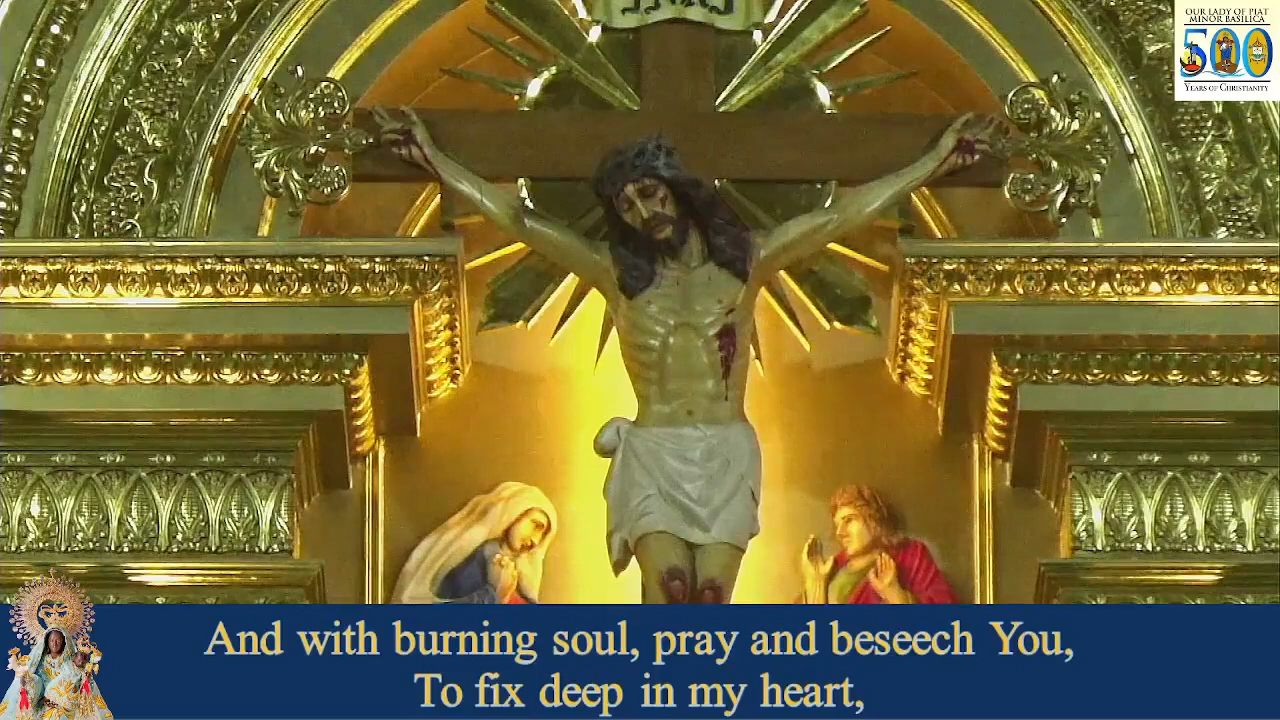 OUR LADY OF PIAT
MINOR BASILICA
500
YEARS OF CHRISTIANITY
And with burning soul, pray and beseech You,
To fix deep in my heart,